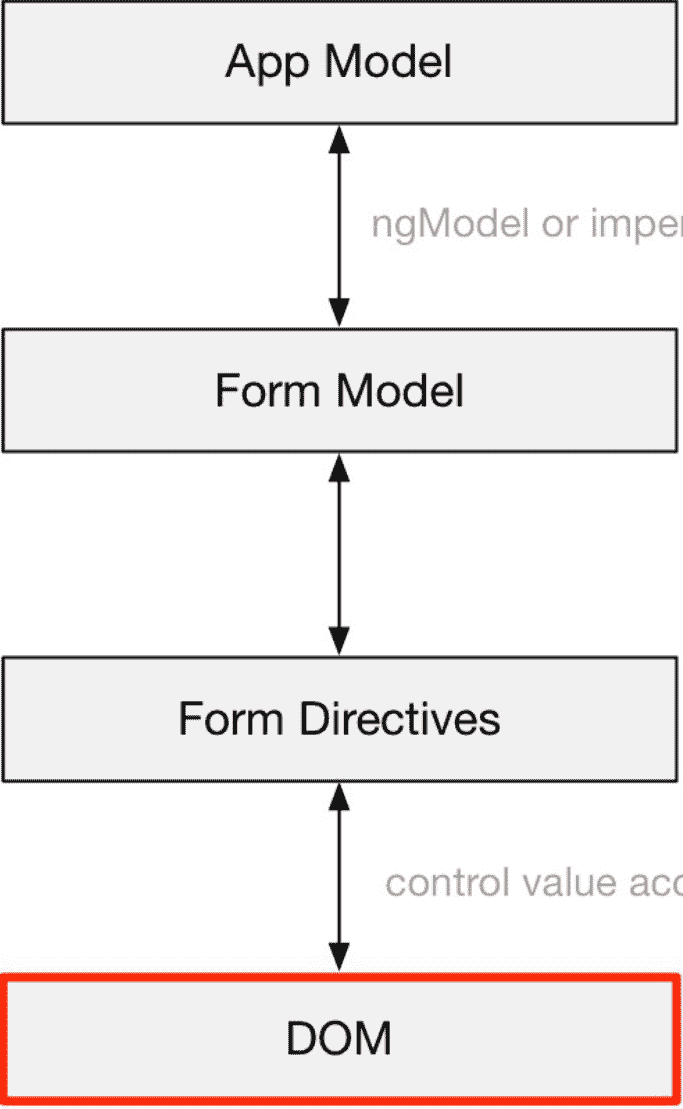 App Model
ngModel or imper
Form Model
Form Directives
control value acc
DOM